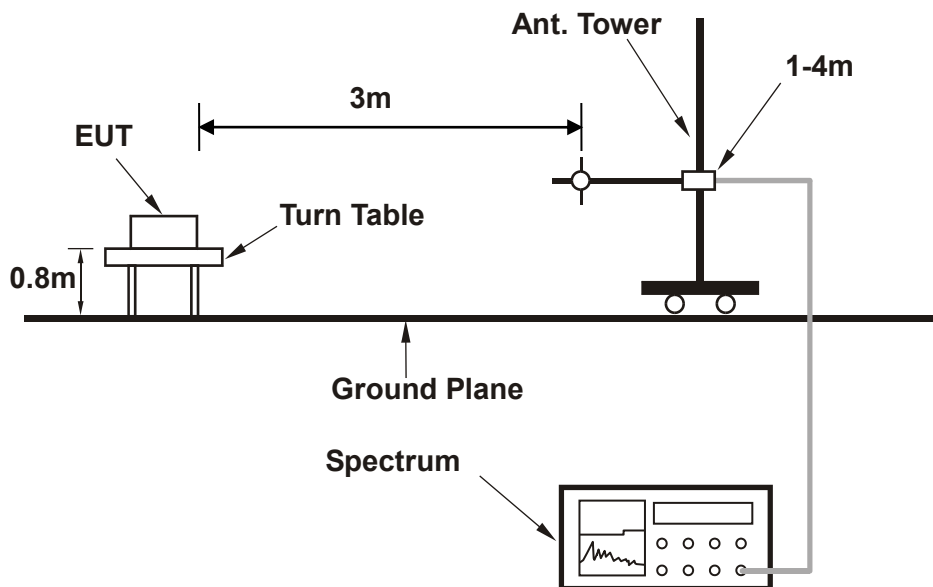 Ant. Tower
1-4m
3m
EUT
Turn Table
0.8m
Ground Plane
Spectrum